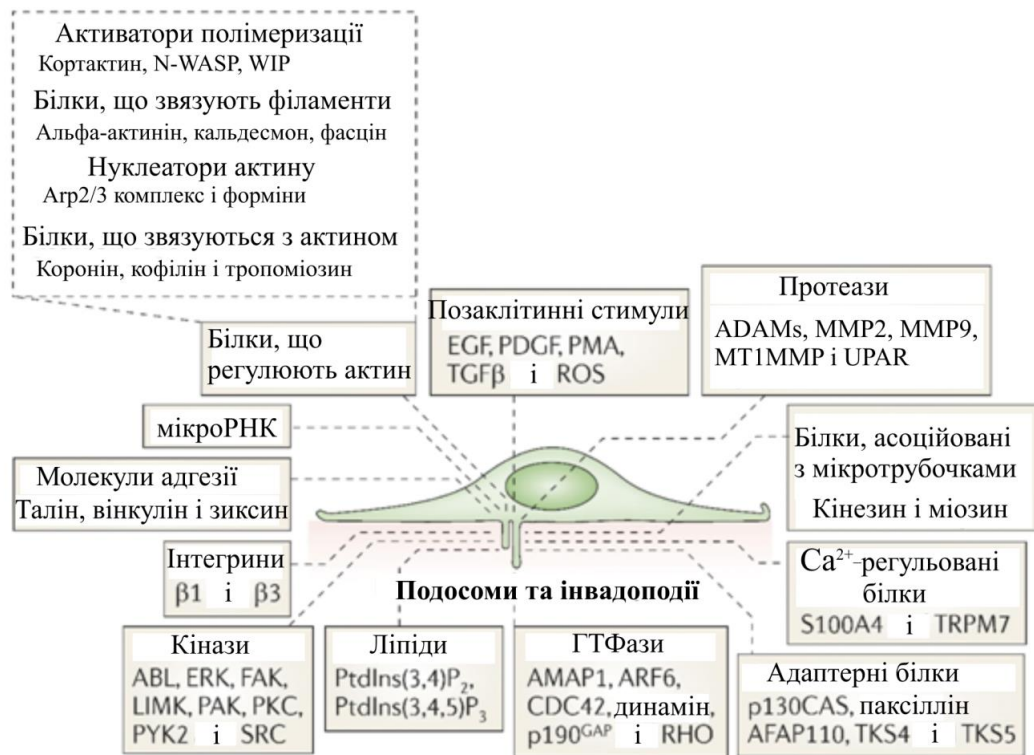 Активатори полімеризації
Кортактин, N-WASP, WIP
Білки, що звязують філаменти
Альфа-актинін, кальдесмон, фасцін
Нуклеатори актину
Arp2/3 комплекс і форміни
Білки, що звязуються з актином
Коронін, кофілін і тропоміозин
Білки, що
регулюють актин
Позаклітинні стимули
EGF, PDGF, PMA,
TGFβ і ROS
Протеази
ADAMs, MMP2, MMP9,
MT1MMP і UPAR
мікроРНК
Молекули адгезії
Талін, вінкулін і зиксин
Білки, асоційовані
з мікротрубочками
Кінезин і міозин
Інтегрини
β1 і β3
Подосоми та інвадоподії
Ca²⁺-регульовані
білки
S100A4 і TRPM7
Кінази
ABL, ERK, FAK,
LIMK, PAK, PKC,
PYK2 і SRC
Ліпіди
PtdIns(3,4)P₂,
PtdIns(3,4,5)P₃
ГТФази
AMAP1, ARF6,
CDC42, динамін,
p190ᴳᴬᴾ і RHO
Адаптерні білки
p130CAS, паксіллін
AFAP110, TKS4 і TKS5